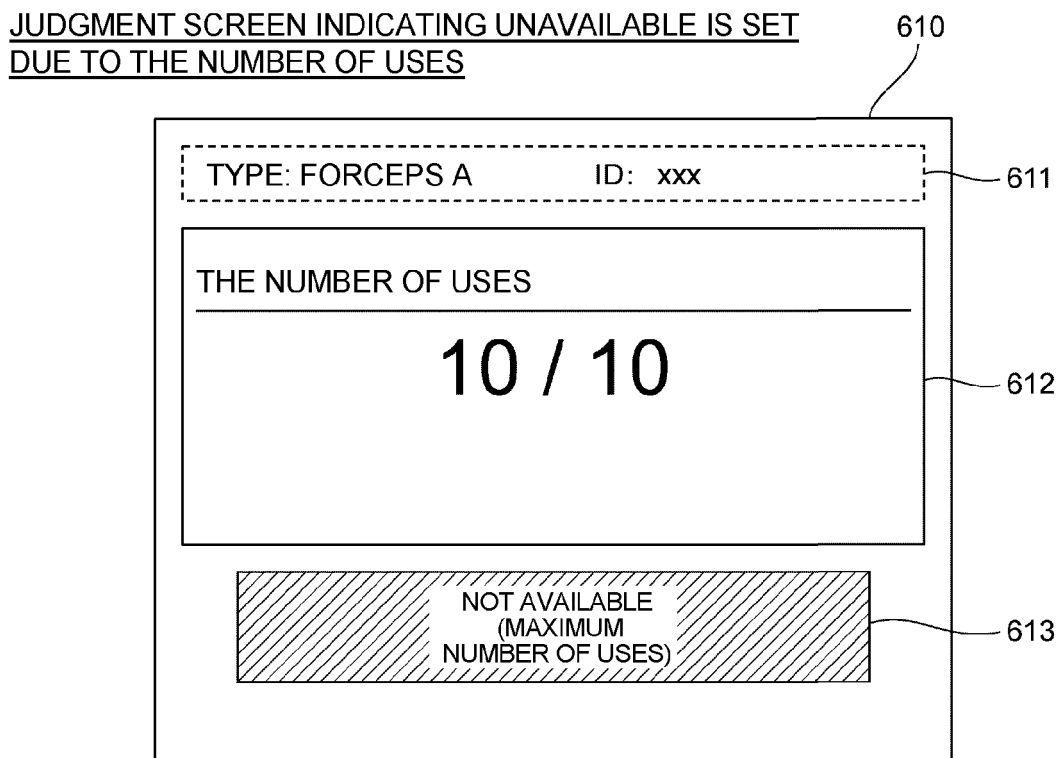 JUDGMENT SCREEN INDICATING UNAVAILABLE IS SET
DUE TO THE NUMBER OF USES
610
TYPE: FORCEPS A ID: xxx
611
THE NUMBER OF USES
10 / 10
612
NOT AVAILABLE
(MAXIMUM
NUMBER OF USES)
613